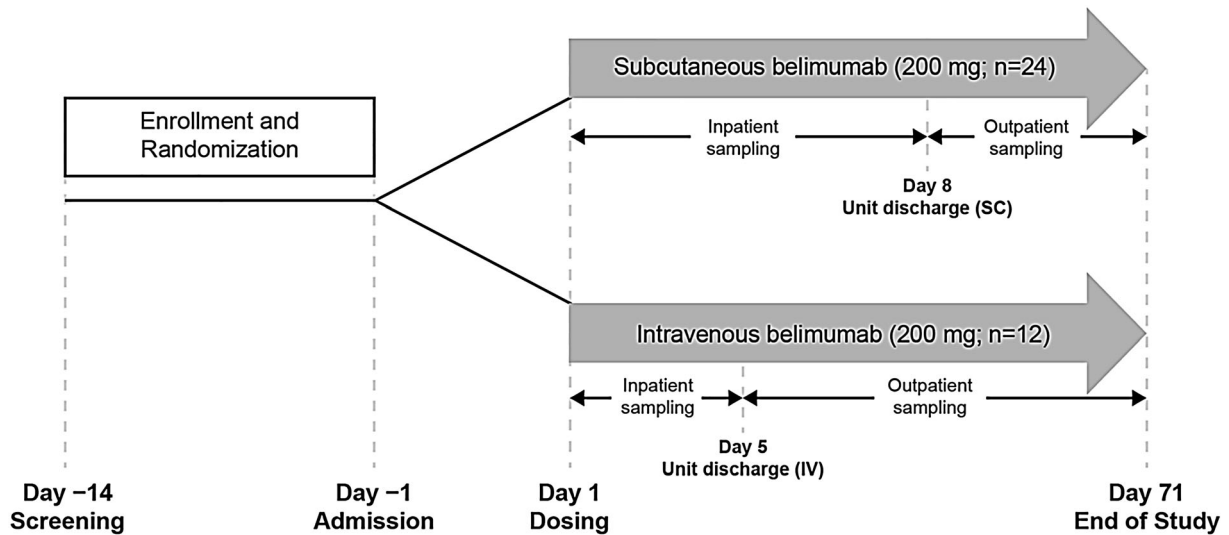 Subcutaneous belimumab (200 mg; n=24)
Enrollment and
Randomization
Inpatient
sampling
Outpatient
sampling
Day 8
Unit discharge (SC)
Intravenous belimumab (200 mg; n=12)
Inpatient
sampling
Outpatient
sampling
Day 5
Unit discharge (IV)
Day −14
Screening
Day −1
Admission
Day 1
Dosing
Day 71
End of Study